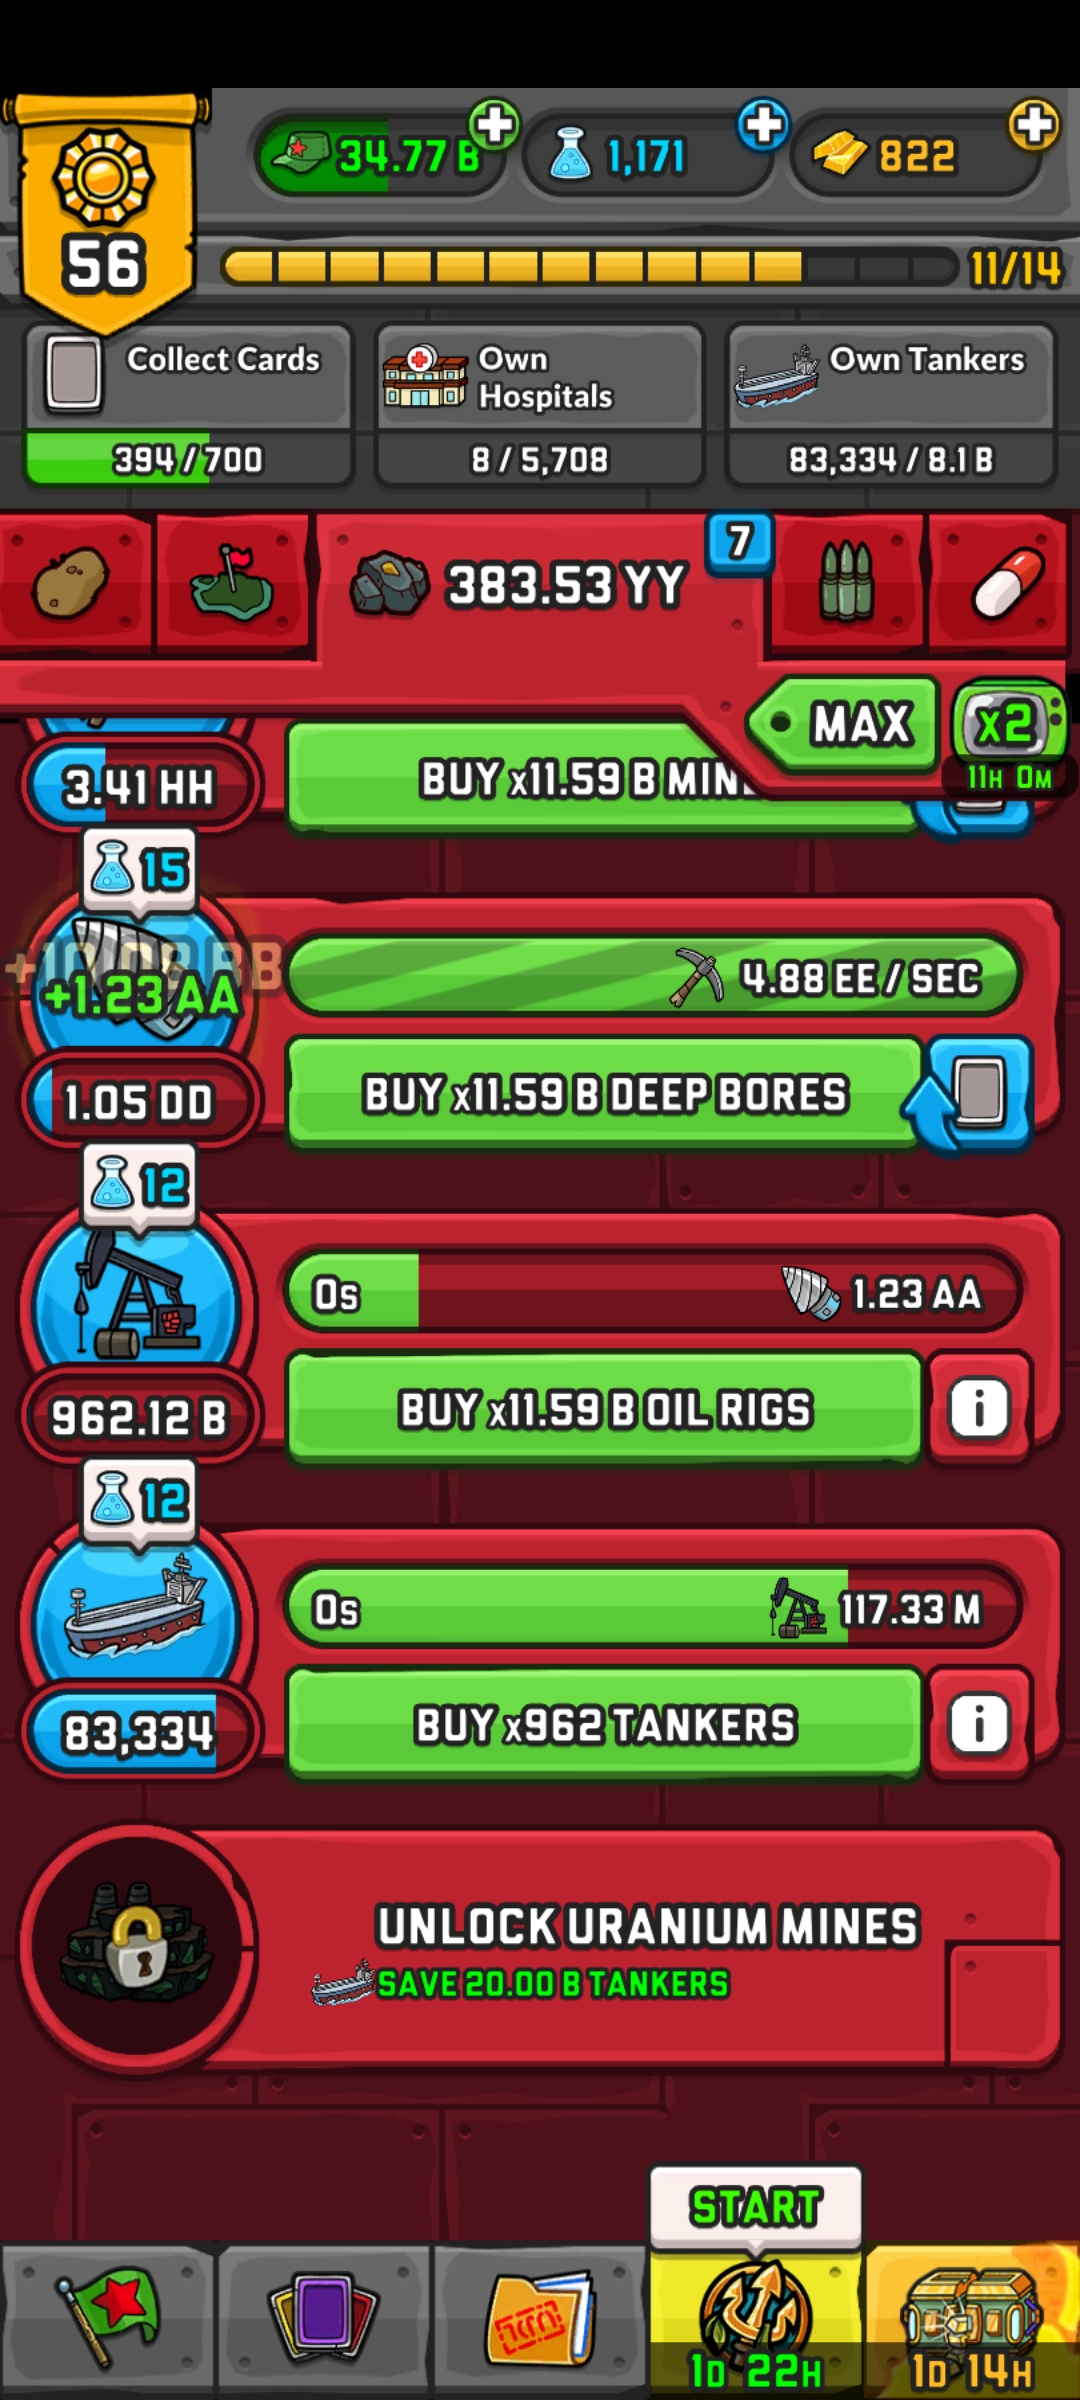 34.77 B
1,171
822
56
11/14
Collect Cards
394/700
Own
Hospitals
8/5,708
Own Tankers
83,334/8.1 B
383.53 YY
7
MAX
x2
11H 0M
3.41 HH
BUY x11.59 B
15
+1.23 AA
4.88 EE/SEC
1.05 DD
BUY x11.59 B DEEP BORES
12
0s
1.23 AA
962.12 B
BUY x11.59 B OIL RIGS
i
12
0s
117.33 M
83,334
BUY x962 TANKERS
i
UNLOCK URANIUM MINES
SAVE 20.00 B TANKERS
START
1D 22H
1D 14H